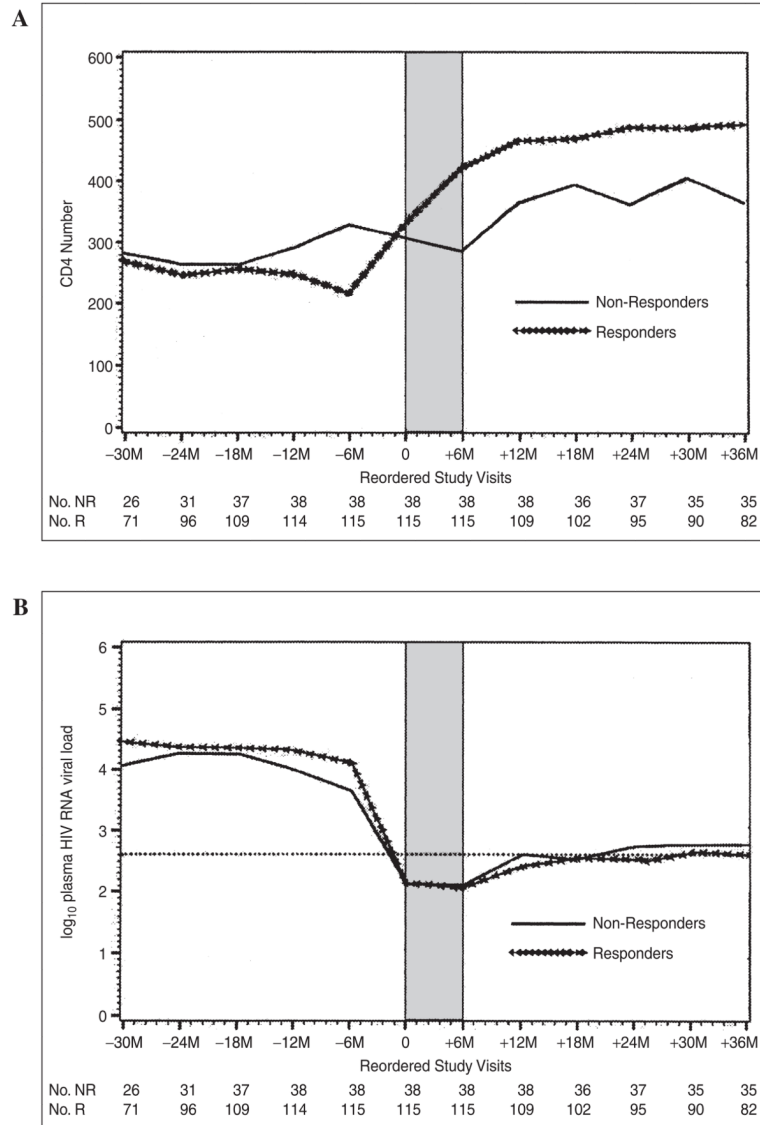 A
600
500
400
300
200
100
0
CD4 Number
Non-Responders
Responders
–30M –24M –18M –12M –6M 0 +6M +12M +18M +24M +30M +36M
Reordered Study Visits
No. NR 26 31 37 38 38 38 38 38 36 37 35 35
No. R 71 96 109 114 115 115 115 109 102 95 90 82
B
6
5
4
3
2
1
0
log10 plasma HIV RNA viral load
Non-Responders
Responders
–30M –24M –18M –12M –6M 0 +6M +12M +18M +24M +30M +36M
Reordered Study Visits
No. NR 26 31 37 38 38 38 38 38 36 37 35 35
No. R 71 96 109 114 115 115 115 109 102 95 90 82